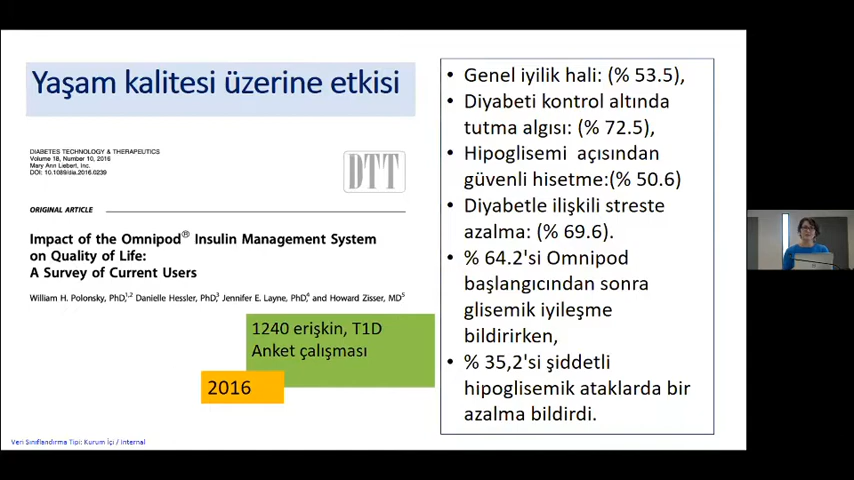 Yaşam kalitesi üzerine etkisi
DIABETES TECHNOLOGY & THERAPEUTICS
Volume 18, Number 10, 2016
Mary Ann Liebert, Inc.
DOI: 10.1089/dia.2016.0239
DTT
ORIGINAL ARTICLE
Impact of the Omnipod® Insulin Management System
on Quality of Life:
A Survey of Current Users
William H. Polonsky, PhD,1,2 Danielle Hessler, PhD,3 Jennifer E. Layne, PhD,4 and Howard Zisser, MD5
1240 erişkin, T1D
Anket çalışması
2016
• Genel iyilik hali: (% 53.5),
• Diyabeti kontrol altında
tutma algısı: (% 72.5),
• Hipoglisemi açısından
güvenli hisetme:(% 50.6)
• Diyabetle ilişkili streste
azalma: (% 69.6).
• % 64.2'si Omnipod
başlangıcından sonra
glisemik iyileşme
bildirirken,
• % 35,2'si şiddetli
hipoglisemik ataklarda bir
azalma bildirdi.
Veri Sınıflandırma Tipi: Kurum İçi / Internal